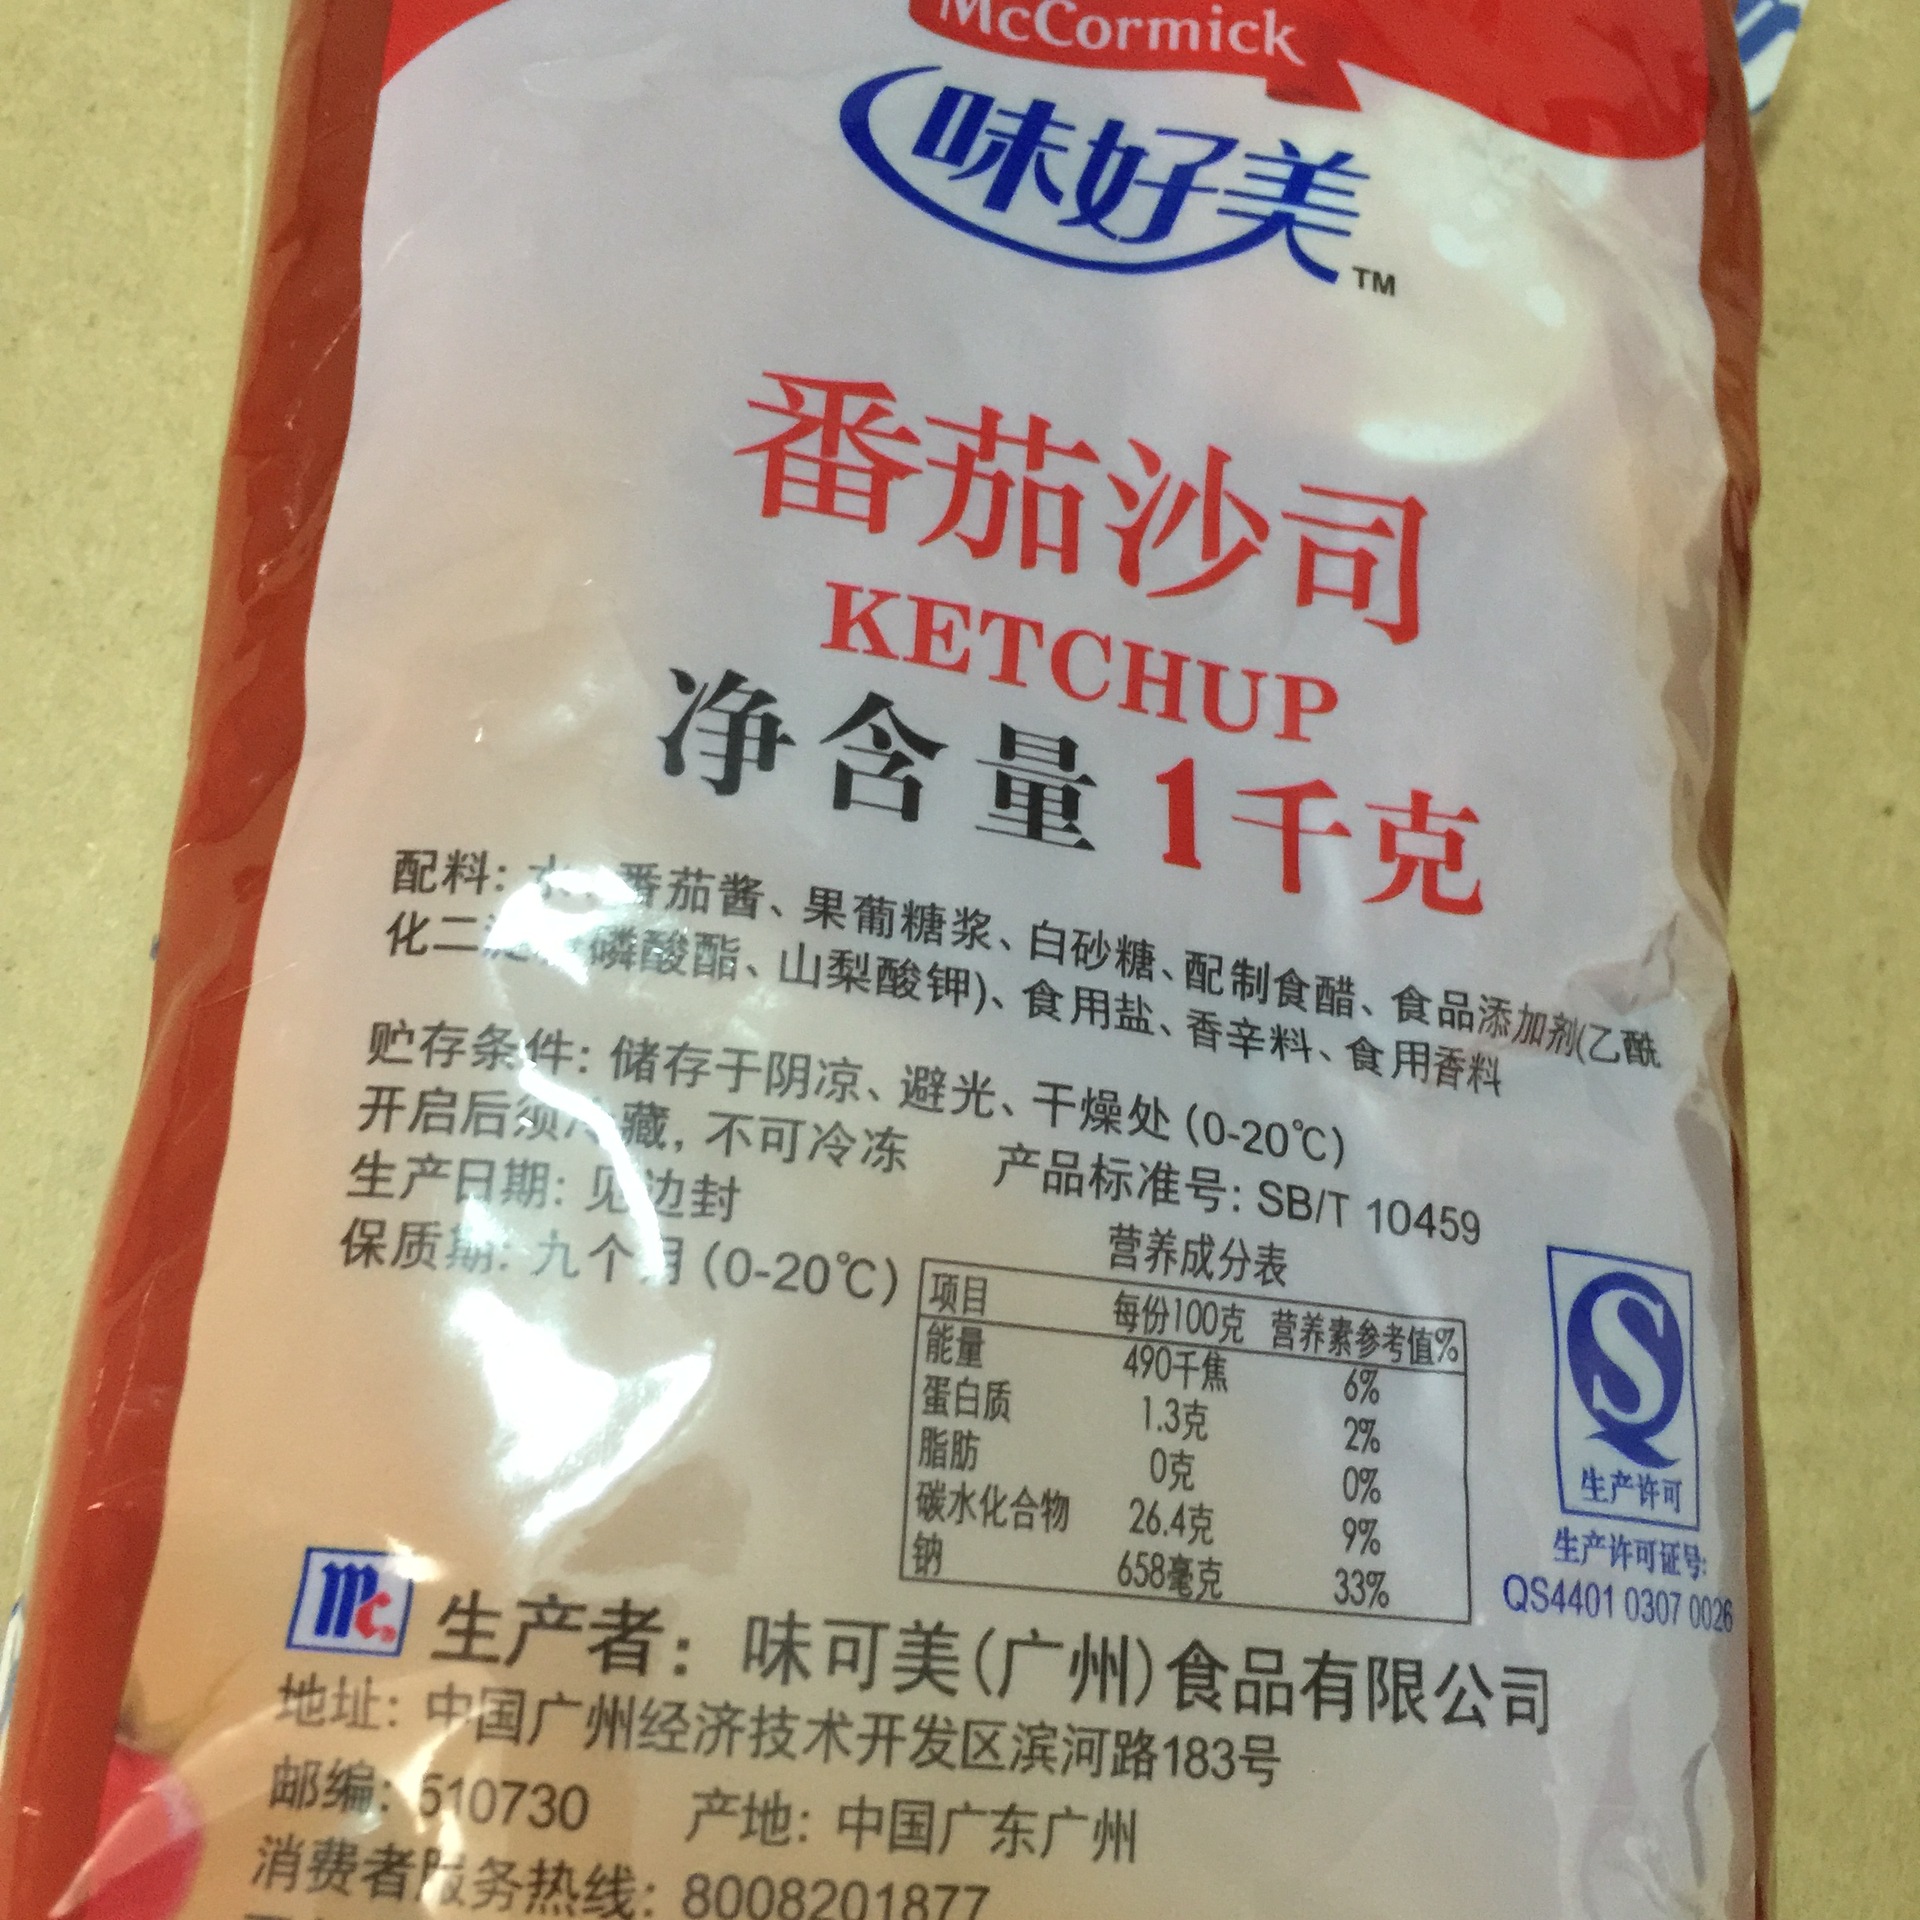 McCormick
味好美
TM
番茄沙司
KETCHUP
净含量 1千克
配料: 水、番茄酱、果葡糖浆、白砂糖、配制食醋、食品添加剂(乙酰
化二 磷酸酯、山梨酸钾)、食用盐、香辛料、食用香料
贮存条件: 储存于阴凉、避光、干燥处 (0-20℃)
开启后须冷藏, 不可冷冻 产品标准号: SB/T 10459
生产日期: 见边封
保质期: 九个月 (0-20℃)
营养成分表
项目 每份100克 营养素参考值%
能量 490千焦 6%
蛋白质 1.3克 2%
脂肪 0克 0%
碳水化合物 26.4克 9%
钠 658毫克 33%
生产许可
生产许可证号:
QS4401 0307 0026
Mc.
生产者: 味可美(广州)食品有限公司
地址: 中国广州经济技术开发区滨河路183号
邮编: 510730 产地: 中国广东广州
消费者服务热线: 8008201877